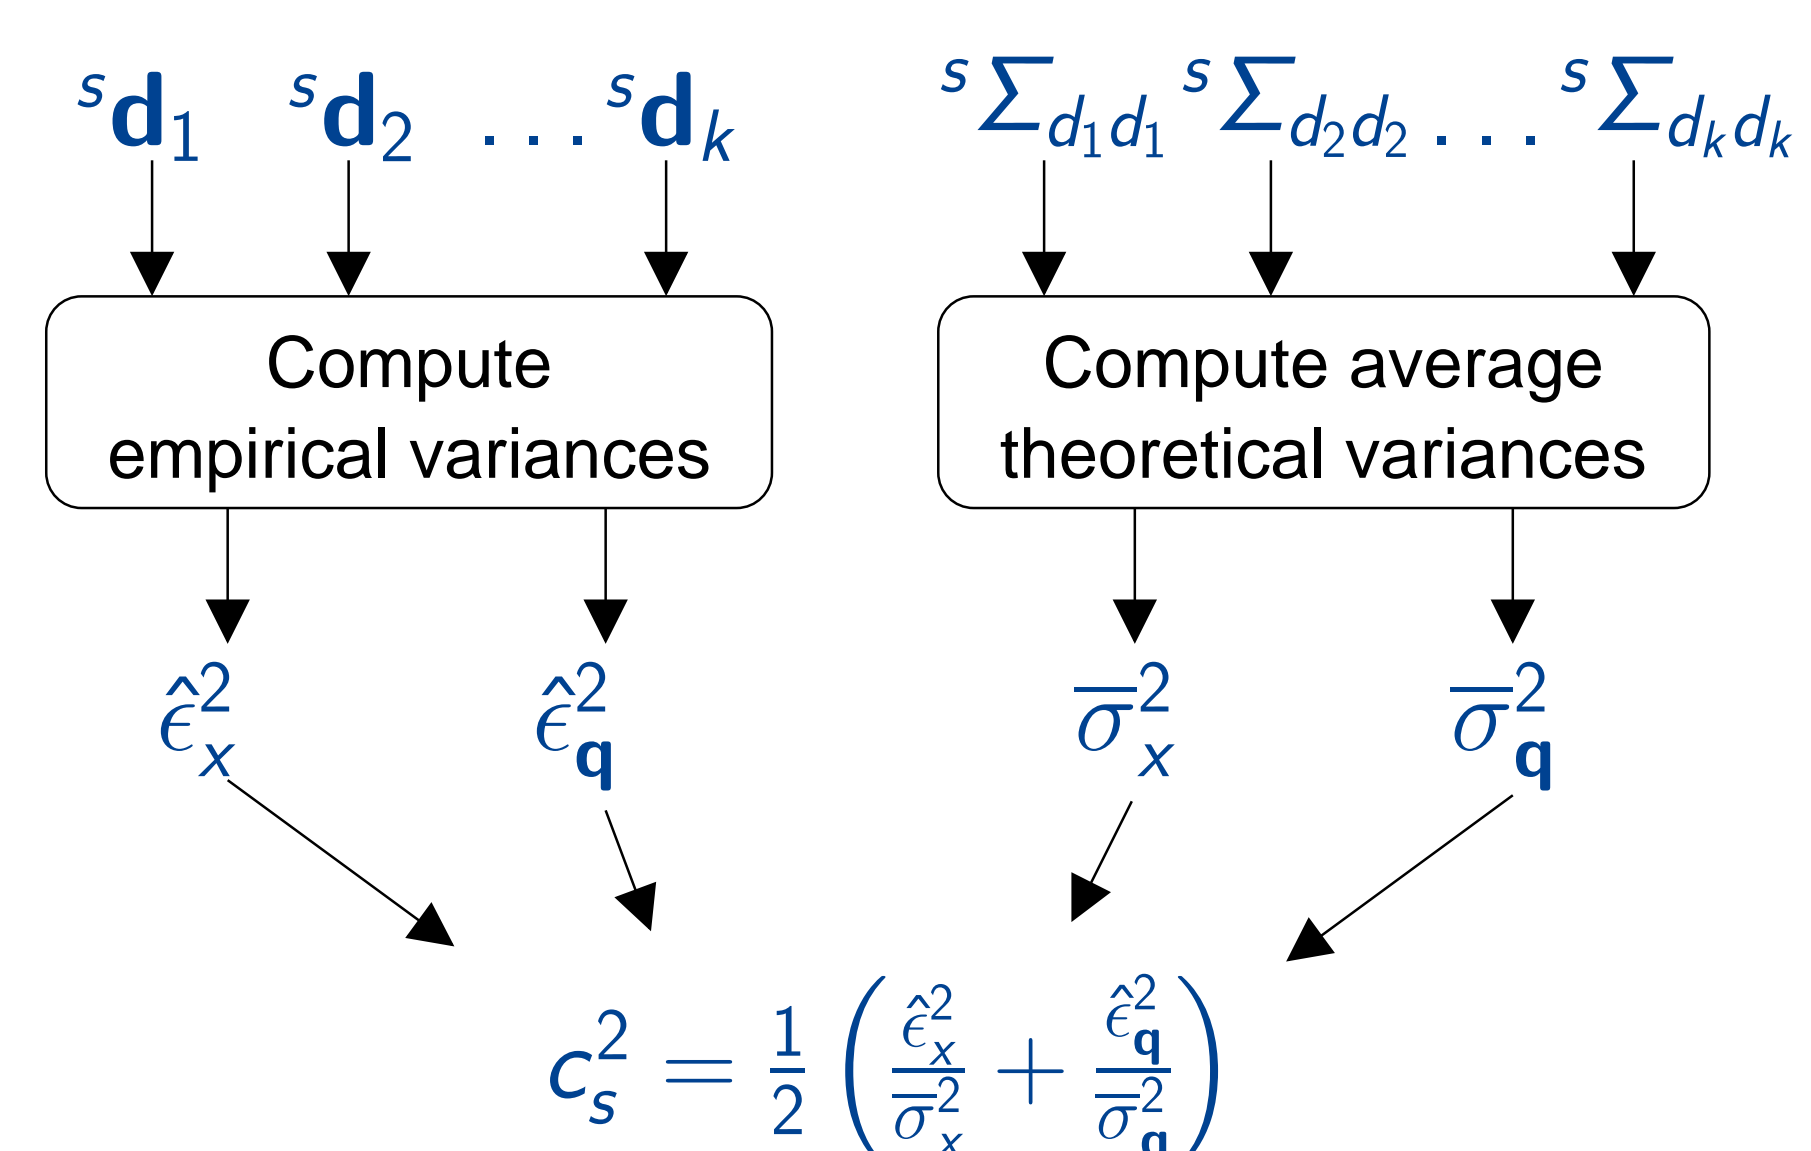 ˢ𝐝₁ ˢ𝐝₂ . . . ˢ𝐝ₖ
ˢΣ_{d₁d₁} ˢΣ_{d₂d₂} . . . ˢΣ_{dₖdₖ}
Compute
empirical variances
Compute average
theoretical variances
ε̂²ₓ ε̂²_𝐪 σ̅²ₓ σ̅²_𝐪
c²ₛ = 1/2 ( ε̂²ₓ/σ̅²ₓ + ε̂²_𝐪/σ̅²_𝐪 )